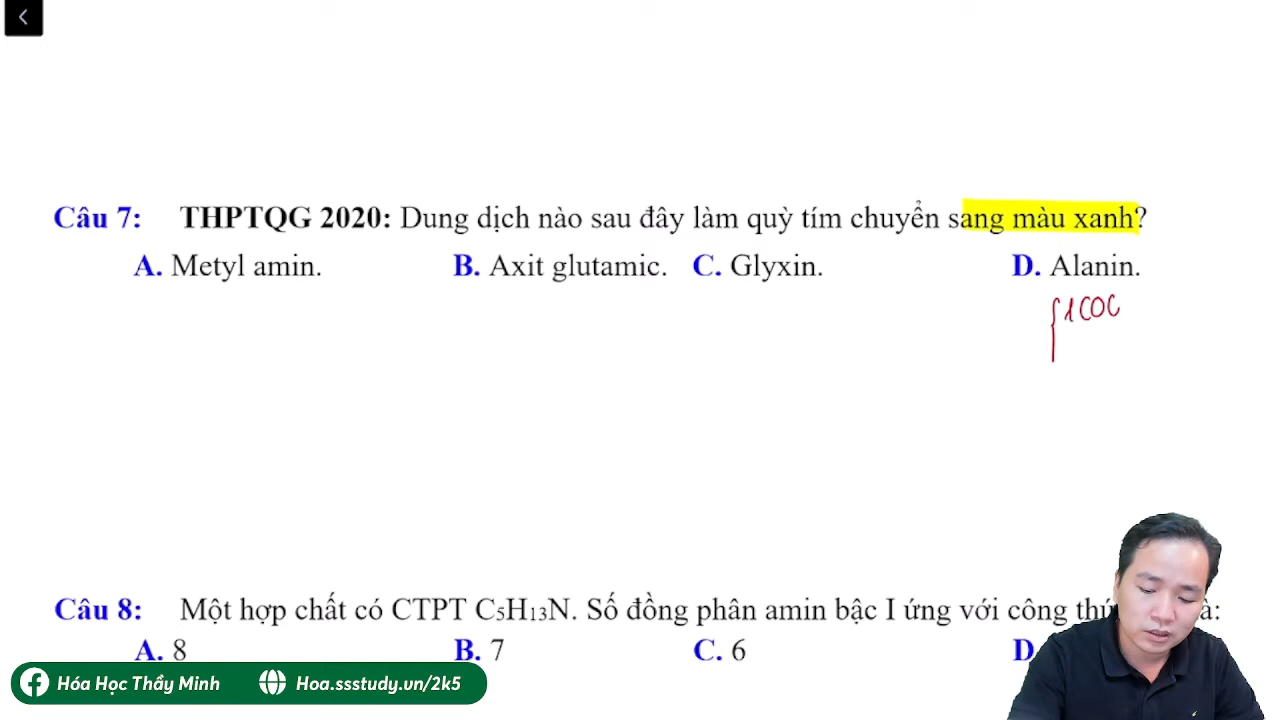 Câu 7: THPTQG 2020: Dung dịch nào sau đây làm quỳ tím chuyển sang màu xanh?
A. Metyl amin. B. Axit glutamic. C. Glyxin. D. Alanin.
1COO
Câu 8: Một hợp chất có CTPT C₅H₁₃N. Số đồng phân amin bậc I ứng với công là:
A. 8 B. 7 C. 6 D
Hóa Học Thầy Minh Hoa.ssstudy.vn/2k5